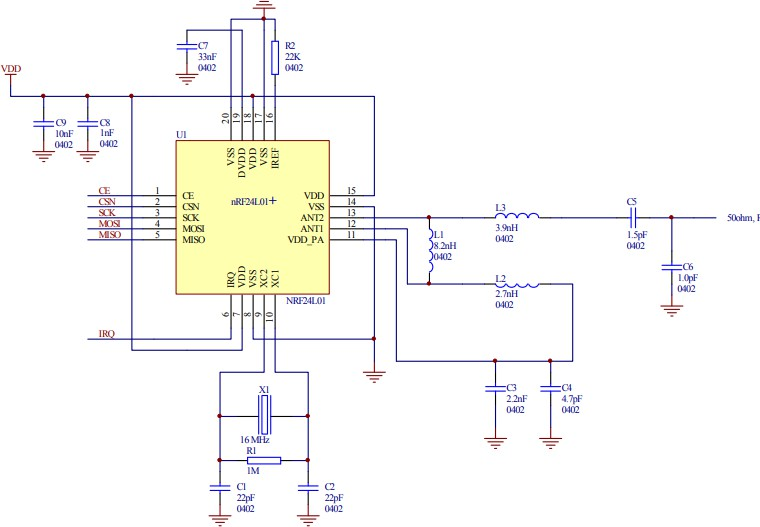 C7
33nF
0402
R2
22K
0402
VDD
C9
10nF
0402
C8
1nF
0402
20
19
18
17
16
U1
VSS
DVDD
VDD
VSS
IREF
nRF24L01+
CE
CSN
SCK
MOSI
MISO
1
2
3
4
5
CE
CSN
SCK
MOSI
MISO
VDD
VSS
ANT2
ANT1
VDD_PA
15
14
13
12
11
IRQ
VDD
VSS
XC2
XC1
NRF24L01
6
7
8
9
10
IRQ
L3
3.9nH
0402
C5
1.5pF
0402
50ohm,
L1
8.2nH
0402
L2
2.7nH
0402
C6
1.0pF
0402
C3
2.2nF
0402
C4
4.7pF
0402
X1
16 MHz
R1
1M
C1
22pF
0402
C2
22pF
0402